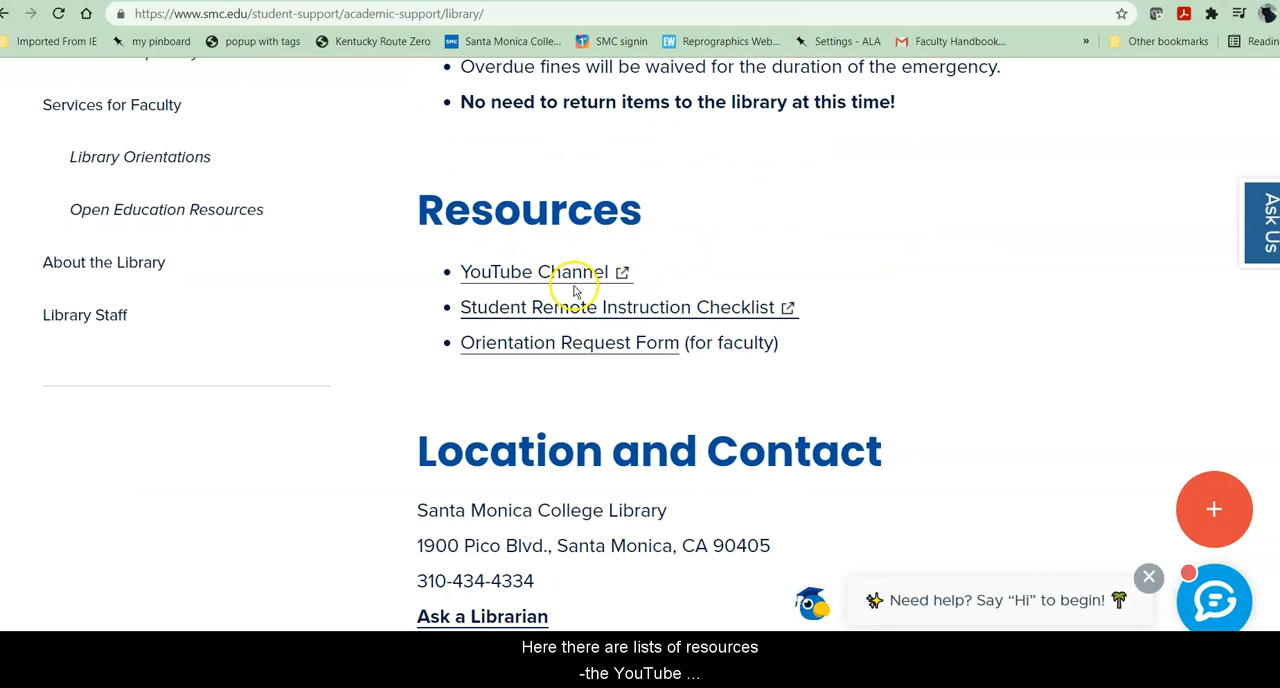 https://www.smc.edu/student-support/academic-support/library/
Imported From IE my pinboard popup with tags Kentucky Route Zero SMC Santa Monica Colle... SMC signin EW Reprographics Web... Settings - ALA Faculty Handbook... » Other bookmarks Readin
• Overdue fines will be waived for the duration of the emergency.
Services for Faculty
• No need to return items to the library at this time!
Library Orientations
Open Education Resources
About the Library
Library Staff
Resources
• YouTube Channel
• Student Remote Instruction Checklist
• Orientation Request Form (for faculty)
Ask Us
Location and Contact
Santa Monica College Library
1900 Pico Blvd., Santa Monica, CA 90405
310-434-4334
Ask a Librarian
+
✨ Need help? Say “Hi” to begin! 🌴
Here there are lists of resources
-the YouTube ...